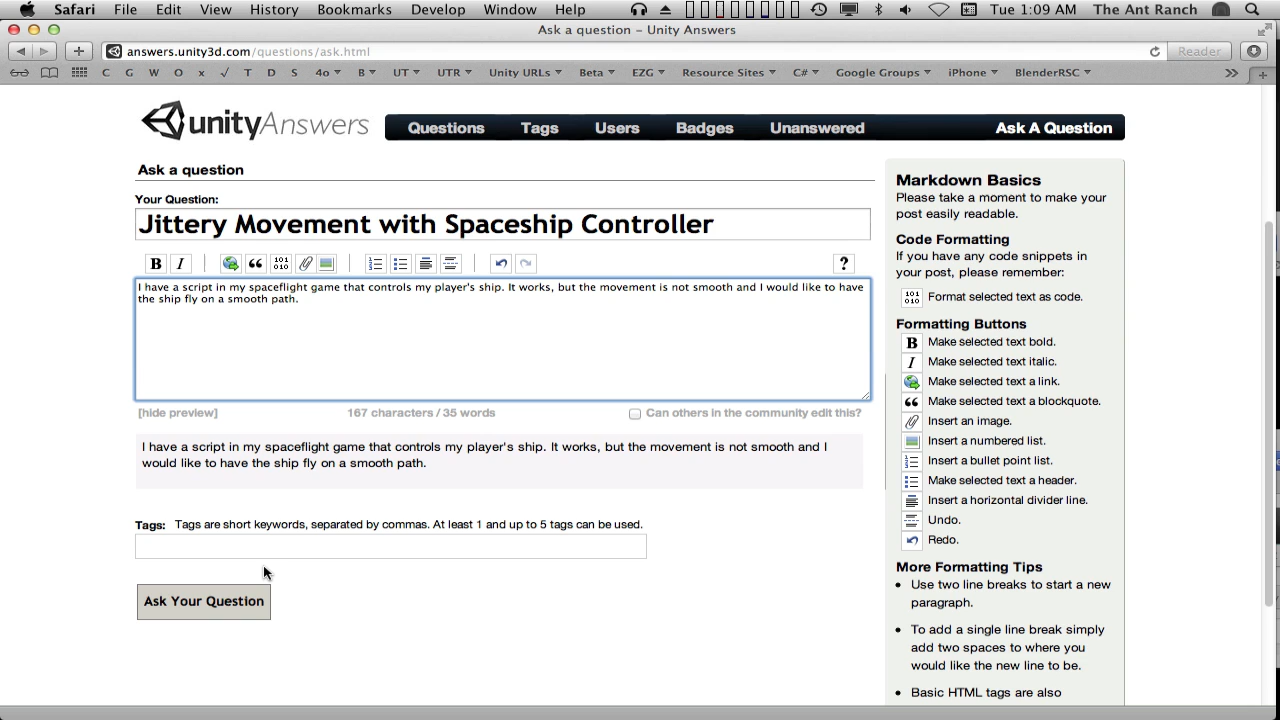 Safari File Edit View History Bookmarks Develop Window Help Tue 1:09 AM The Ant Ranch
Ask a question – Unity Answers
answers.unity3d.com/questions/ask.html
Reader
C G W O x √ T D S 4o B UT UTR Unity URLs Beta EZG Resource Sites C# Google Groups iPhone BlenderRSC
unityAnswers
Questions Tags Users Badges Unanswered Ask A Question
Ask a question
Your Question:
Jittery Movement with Spaceship Controller
B I 101 010 ?
I have a script in my spaceflight game that controls my player's ship. It works, but the movement is not smooth and I would like to have
the ship fly on a smooth path.
[hide preview] 167 characters / 35 words Can others in the community edit this?
I have a script in my spaceflight game that controls my player's ship. It works, but the movement is not smooth and I
would like to have the ship fly on a smooth path.
Tags: Tags are short keywords, separated by commas. At least 1 and up to 5 tags can be used.
Ask Your Question
Markdown Basics
Please take a moment to make your
post easily readable.
Code Formatting
If you have any code snippets in
your post, please remember:
101 010 Format selected text as code.
Formatting Buttons
B Make selected text bold.
I Make selected text italic.
Make selected text a link.
Make selected text a blockquote.
Insert an image.
Insert a numbered list.
Insert a bullet point list.
Make selected text a header.
Insert a horizontal divider line.
Undo.
Redo.
More Formatting Tips
• Use two line breaks to start a new
paragraph.
• To add a single line break simply
add two spaces to where you
would like the new line to be.
• Basic HTML tags are also